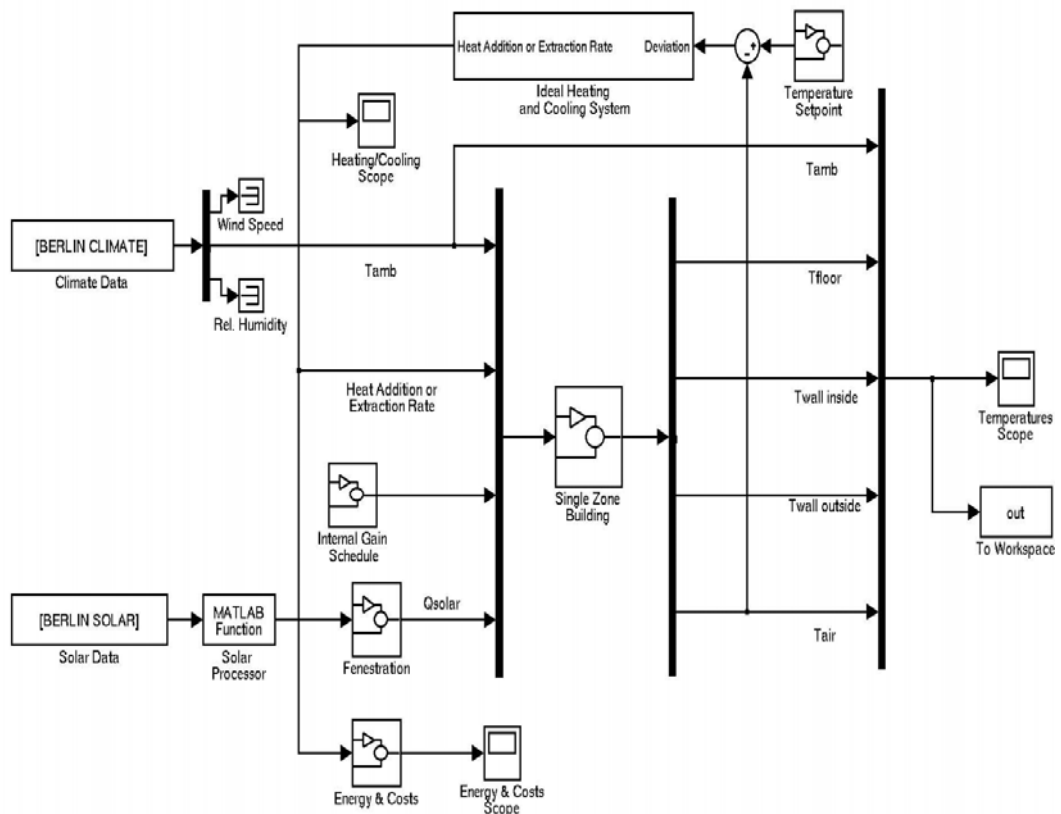 Heat Addition or Extraction Rate
Deviation
- +
Ideal Heating
and Cooling System
Temperature
Setpoint
Heating/Cooling
Scope
Tamb
Wind Speed
[BERLIN CLIMATE]
Climate Data
Tamb
Tfloor
Rel. Humidity
Heat Addition or
Extraction Rate
Twall inside
Temperatures
Scope
Single Zone
Building
Twall outside
out
To Workspace
Internal Gain
Schedule
[BERLIN SOLAR]
Solar Data
MATLAB
Function
Solar
Processor
Qsolar
Fenestration
Tair
Energy & Costs
Energy & Costs
Scope